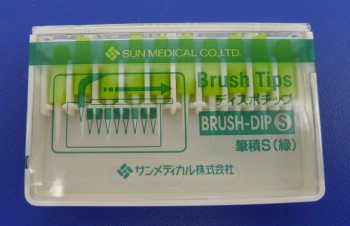 SUN MEDICAL CO.,LTD.
Brush Tips
ディスポチップ
BRUSH-DIP S
筆積S(緑)
サンメディカル株式会社